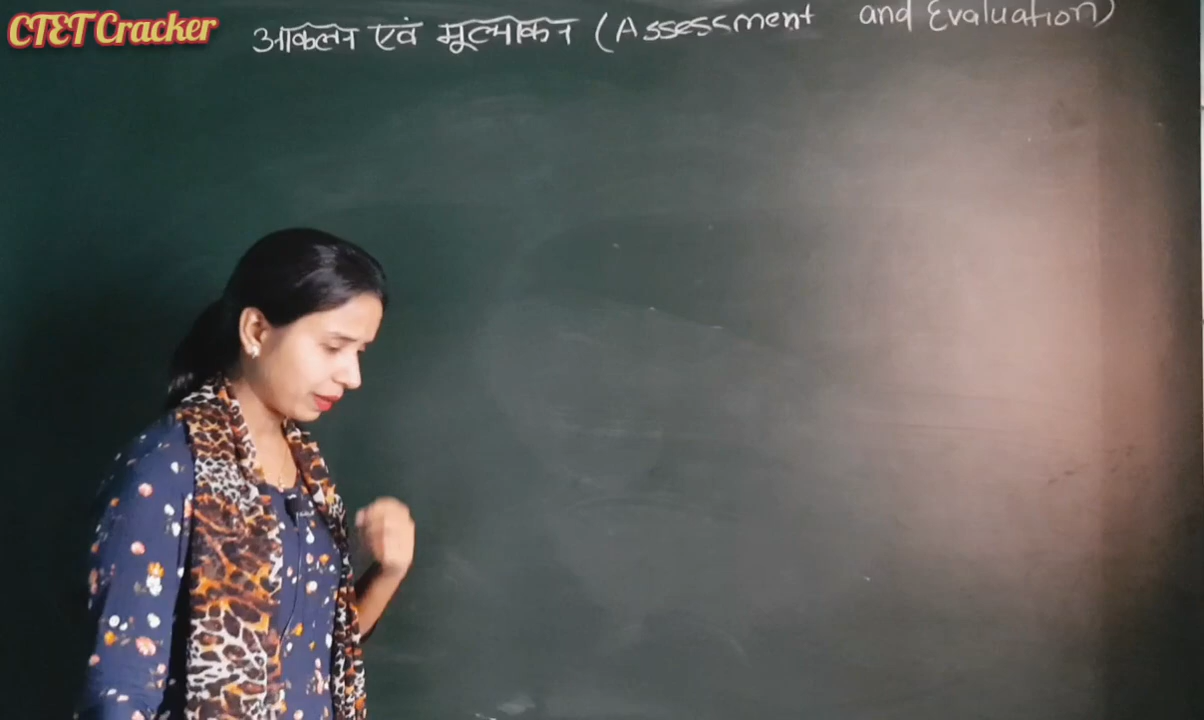 CTET Cracker
आकलन एवं मूल्यांकन (Assessment and Evaluation)